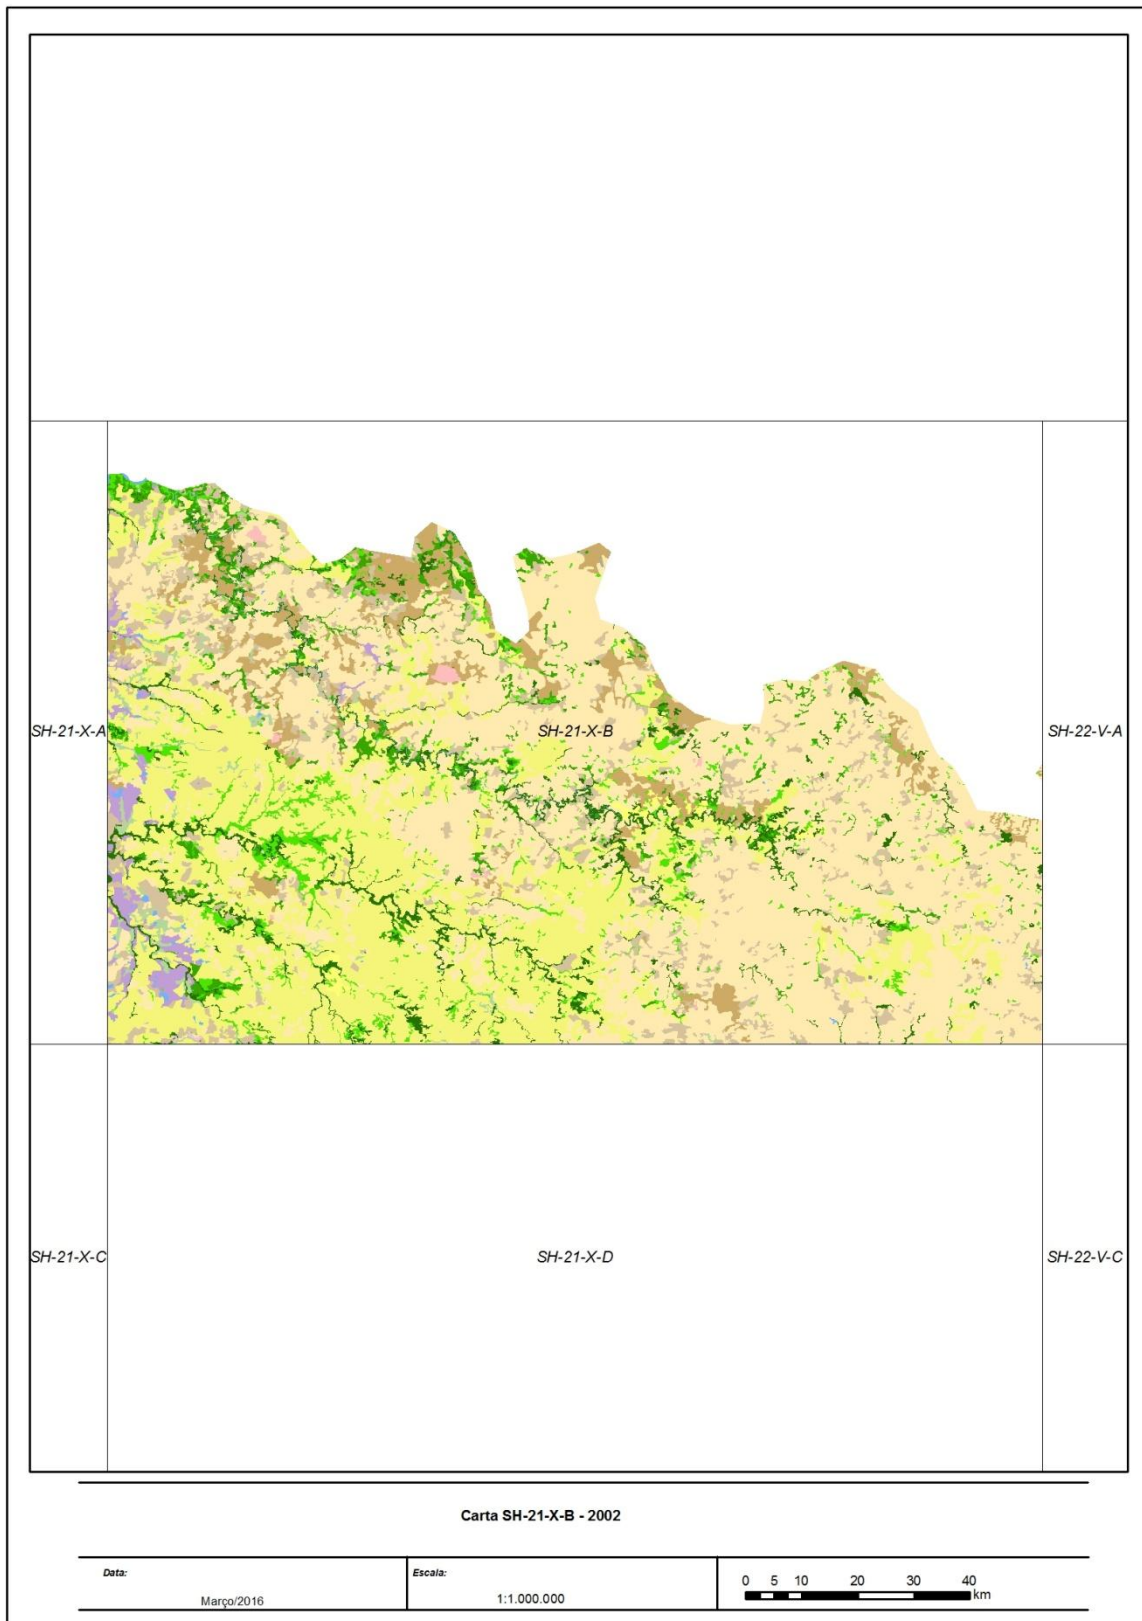 SH-21-X-A
SH-21-X-B
SH-22-V-A
SH-21-X-C
SH-21-X-D
SH-22-V-C
Carta SH-21-X-B - 2002
Data:
Março/2016
Escala:
1:1.000.000
0 5 10 20 30 40
km